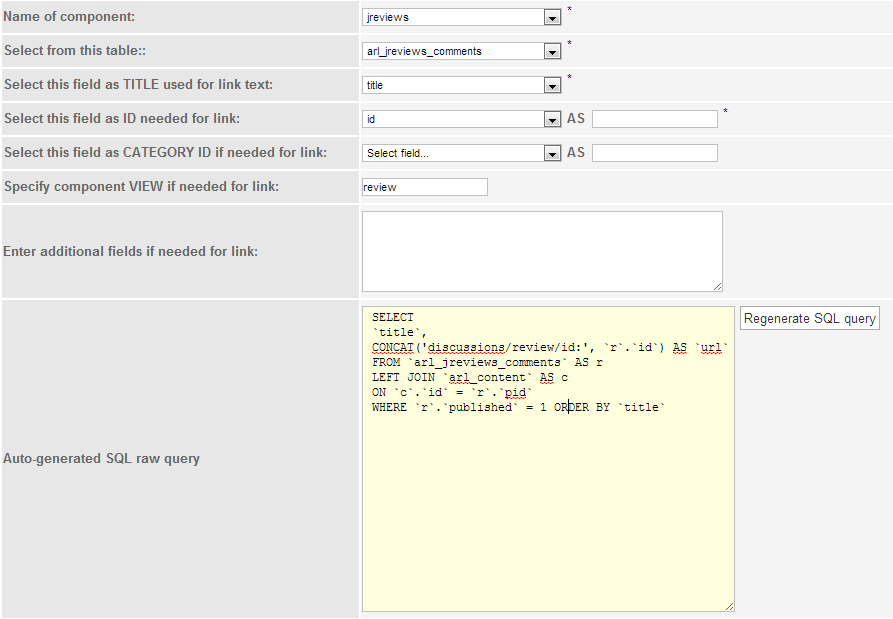 Name of component: jreviews *
Select from this table:: arl_jreviews_comments *
Select this field as TITLE used for link text: title *
Select this field as ID needed for link: id AS *
Select this field as CATEGORY ID if needed for link: Select field... AS
Specify component VIEW if needed for link: review
Enter additional fields if needed for link:
Auto-generated SQL raw query
SELECT
`title`,
CONCAT('discussions/review/id:', `r`.`id`) AS `url`
FROM `arl_jreviews_comments` AS r
LEFT JOIN `arl_content` AS c
ON `c`.`id` = `r`.`pid`
WHERE `r`.`published` = 1 ORDER BY `title`
Regenerate SQL query